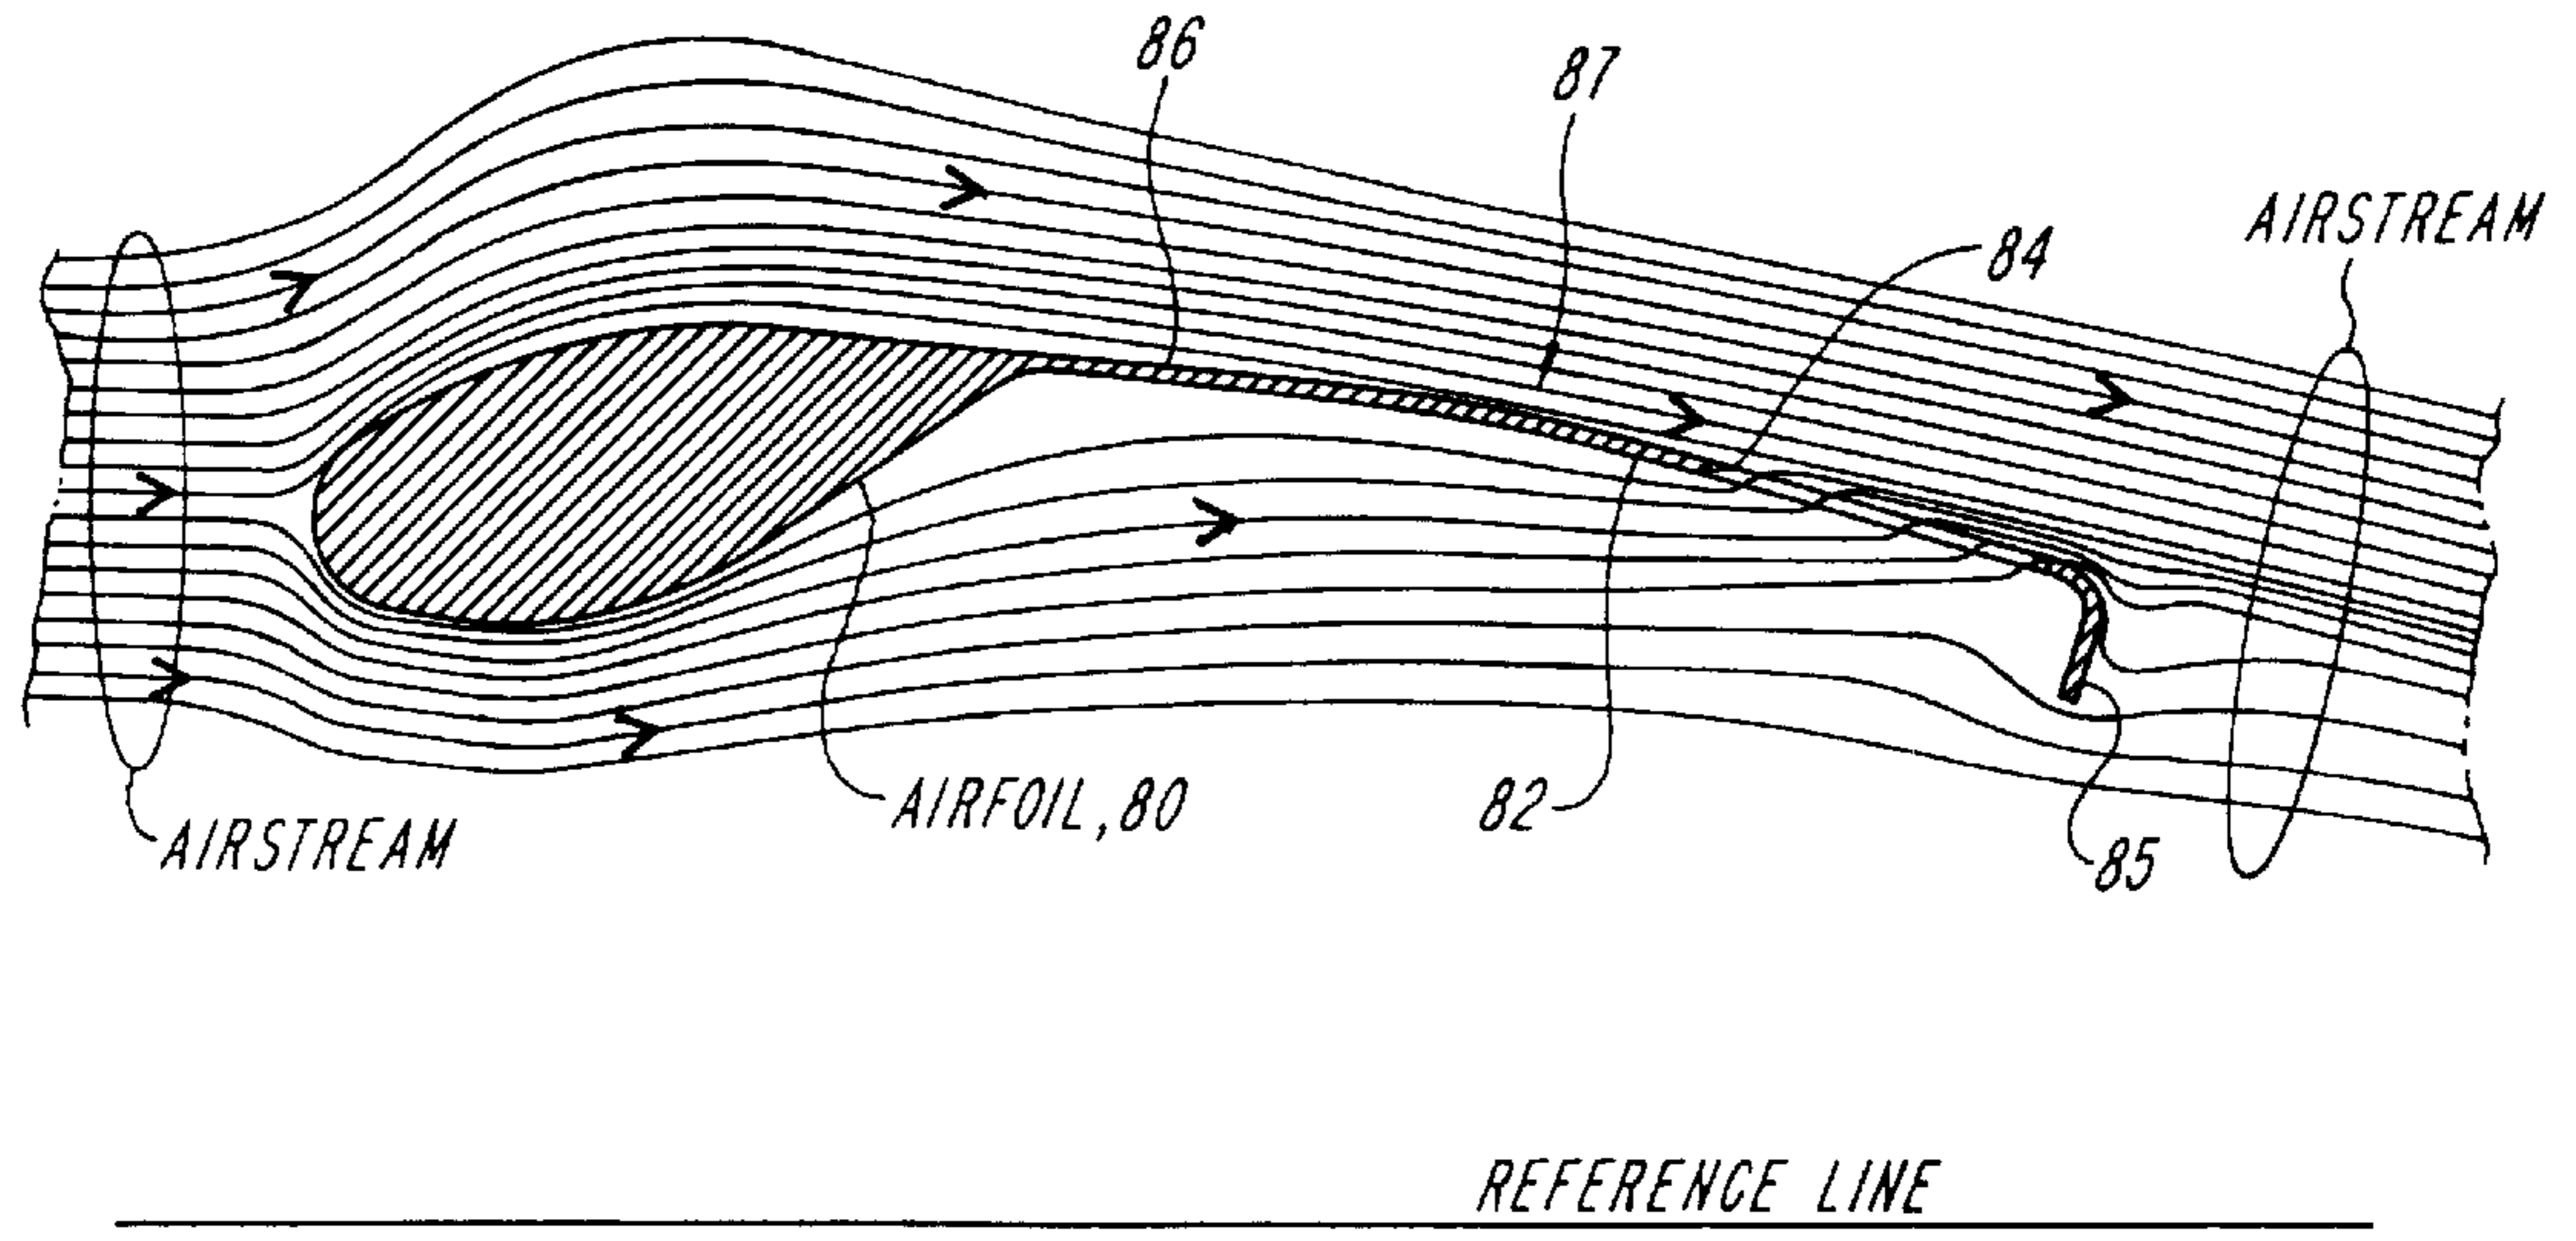 86
87
AIRSTREAM
84
AIRFOIL, 80
82
AIRSTREAM
85
REFERENCE LINE